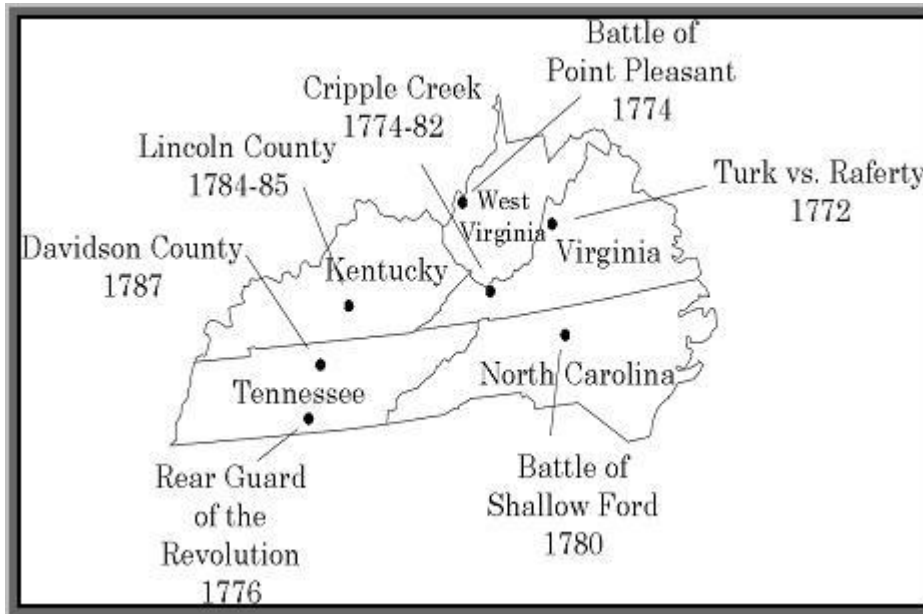 Battle of
Point Pleasant
1774
Cripple Creek
1774-82
Lincoln County
1784-85
Davidson County
1787
Turk vs. Raferty
1772
West
Virginia
Virginia
Kentucky
Tennessee
North Carolina
Rear Guard
of the
Revolution
1776
Battle of
Shallow Ford
1780